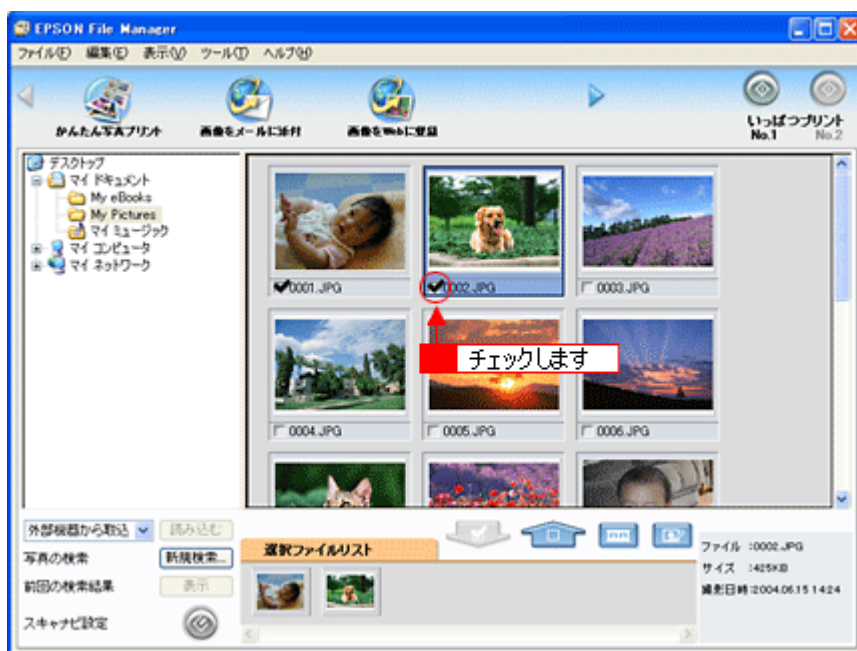 EPSON File Manager
ファイル(F) 編集(E) 表示(V) ツール(T) ヘルプ(H)
かんたん写真プリント
画像をメールに添付
画像をWebに登録
いっぱつプリント
No.1 No.2
デスクトップ
マイ ドキュメント
My eBooks
My Pictures
マイ ミュージック
マイ コンピュータ
マイ ネットワーク
0001.JPG
0002.JPG
0003.JPG
チェックします
0004.JPG
0005.JPG
0006.JPG
外部機器から取込
読み込む
写真の検索
新規検索...
前回の検索結果
表示
スキャナビ設定
選択ファイルリスト
ファイル :0002.JPG
サイズ :425KB
撮影日時:2004.06.15 14:24